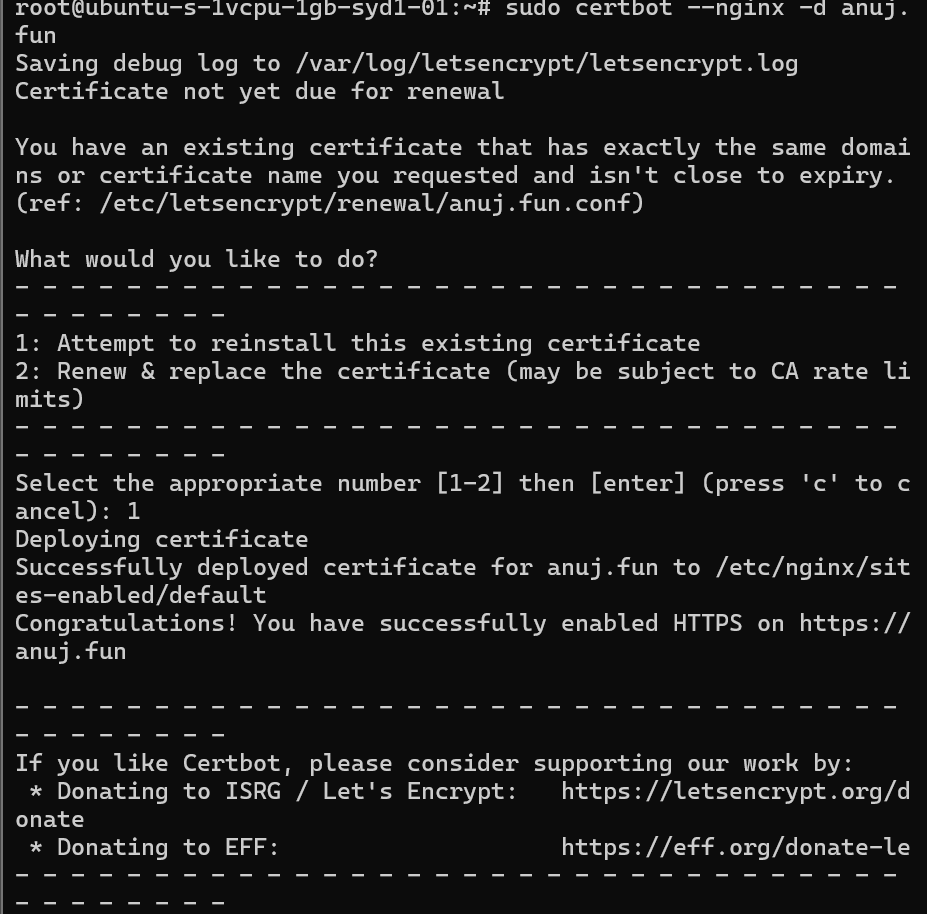 root@ubuntu-s-1vcpu-1gb-syd1-01:~# sudo certbot --nginx -d anuj.
fun
Saving debug log to /var/log/letsencrypt/letsencrypt.log
Certificate not yet due for renewal
You have an existing certificate that has exactly the same domai
ns or certificate name you requested and isn't close to expiry.
(ref: /etc/letsencrypt/renewal/anuj.fun.conf)
What would you like to do?
- - - - - - - - - - - - - - - - - - - - - - - - - - - - - - - -
- - - - - - - -
1: Attempt to reinstall this existing certificate
2: Renew & replace the certificate (may be subject to CA rate li
mits)
- - - - - - - - - - - - - - - - - - - - - - - - - - - - - - - -
- - - - - - - -
Select the appropriate number [1-2] then [enter] (press 'c' to c
ancel): 1
Deploying certificate
Successfully deployed certificate for anuj.fun to /etc/nginx/sit
es-enabled/default
Congratulations! You have successfully enabled HTTPS on https://
anuj.fun
- - - - - - - - - - - - - - - - - - - - - - - - - - - - - - - -
- - - - - - - -
If you like Certbot, please consider supporting our work by:
 * Donating to ISRG / Let's Encrypt:   https://letsencrypt.org/d
onate
 * Donating to EFF:                    https://eff.org/donate-le
- - - - - - - - - - - - - - - - - - - - - - - - - - - - - - - -
- - - - - - - -